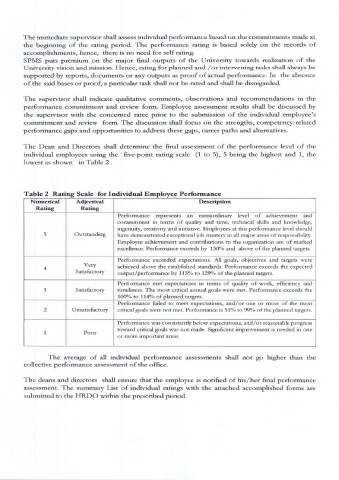 The immediate supervisor shall assess individual performance based on the commitments made at
the beginning of the rating period. The performance rating is based solely on the records of
accomplishments, hence, there is no need for self rating.
SPMS puts premium on the major final outputs of the University towards realization of the
University vision and mission. Hence, rating for planned and /or intervening tasks shall always be
supported by reports, documents or any outputs as proof of actual performance. In the absence
of the said bases or proof, a particular task shall not be rated and shall be disregarded.
The supervisor shall indicate qualitative comments, observations and recommendations in the
performance commitment and review form. Employee assessment results shall be discussed by
the supervisor with the concerned ratee prior to the submission of the individual employee's
commitment and review form. The discussion shall focus on the strengths, competency-related
performance gaps and opportunities to address these gaps, career paths and alternatives.
The Dean and Directors shall determine the final assessment of the performance level of the
individual employees using the five-point rating scale (1 to 5), 5 being the highest and 1, the
lowest as shown in Table 2 .
Table 2 Rating Scale for Individual Employee Performance
Numerical Rating Adjectival Rating Description
5 Outstanding Performance represents an extraordinary level of achievement and
commitment in terms of quality and time, technical skills and knowledge,
ingenuity, creativity and initiative. Employees at this performance level should
have demonstrated exceptional job mastery in all major areas of responsibility.
Employee achievement and contributions to the organization are of marked
excellence. Performance exceeds by 130% and above of the planned targets
4 Very Satisfactory Performance exceeded expectations. All goals, objectives and targets were
achieved above the established standards. Performance exceeds the expected
output/performance by 115% to 129% of the planned targets.
3 Satisfactory Performance met expectations in terms of quality of work, efficiency and
timeliness. The most critical annual goals were met. Performance exceeds the
100% to 114% of planned targets.
2 Unsatisfactory Performance failed to meet expectations, and/or one or more of the most
critical goals were not met. Performance is 51% to 99% of the planned targets.
1 Poor Performance was consistently below expectations, and/or reasonable progress
toward critical goals was not made. Significant improvement is needed in one
or more important areas
The average of all individual performance assessments shall not go higher than the
collective performance assessment of the office.
The deans and directors shall ensure that the employee is notified of his/her final performance
assessment. The summary List of individual ratings with the attached accomplished forms are
submitted to the HRDO within the prescribed period.